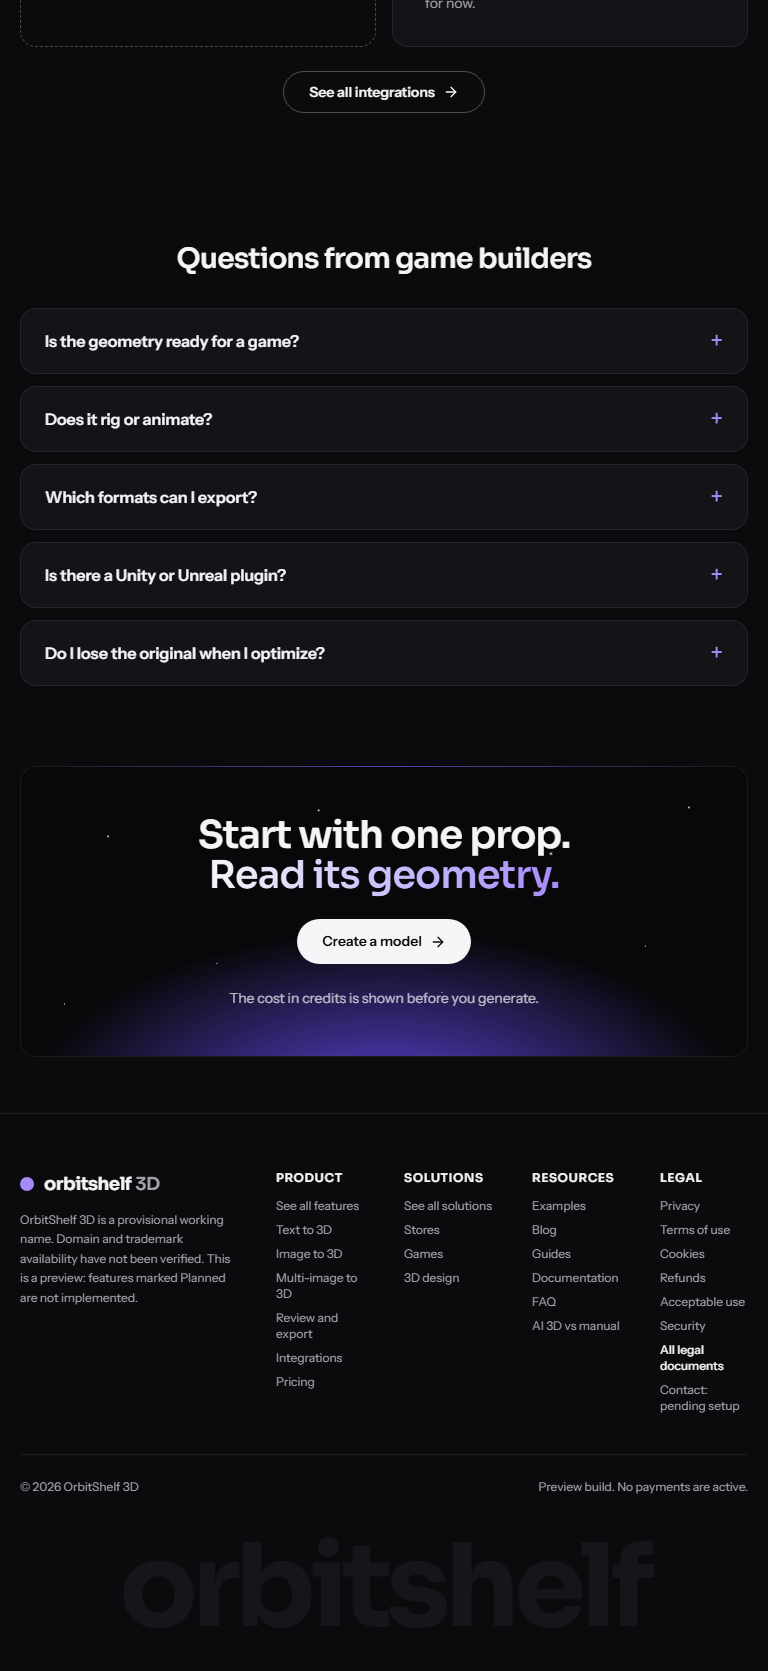 for now.
See all integrations →
Questions from game builders
Is the geometry ready for a game? +
Does it rig or animate? +
Which formats can I export? +
Is there a Unity or Unreal plugin? +
Do I lose the original when I optimize? +
Start with one prop.
Read its geometry.
Create a model →
The cost in credits is shown before you generate.
orbitshelf 3D
OrbitShelf 3D is a provisional working
name. Domain and trademark
availability have not been verified. This
is a preview: features marked Planned
are not implemented.
PRODUCT
See all features
Text to 3D
Image to 3D
Multi-image to
3D
Review and
export
Integrations
Pricing
SOLUTIONS
See all solutions
Stores
Games
3D design
RESOURCES
Examples
Blog
Guides
Documentation
FAQ
AI 3D vs manual
LEGAL
Privacy
Terms of use
Cookies
Refunds
Acceptable use
Security
All legal
documents
Contact:
pending setup
© 2026 OrbitShelf 3D
Preview build. No payments are active.
orbitshelf